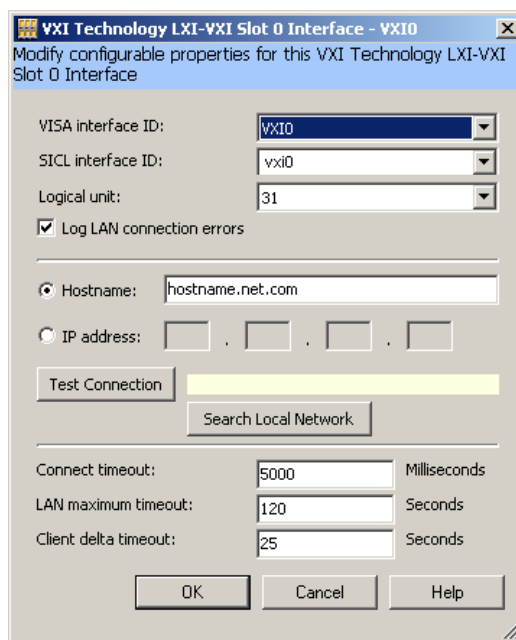 VXI Technology LXI-VXI Slot 0 Interface - VXI0
Modify configurable properties for this VXI Technology LXI-VXI
Slot 0 Interface
VISA interface ID: VXI0
SICL interface ID: vxi0
Logical unit: 31
Log LAN connection errors
Hostname: hostname.net.com
IP address: . . .
Test Connection
Search Local Network
Connect timeout: 5000 Milliseconds
LAN maximum timeout: 120 Seconds
Client delta timeout: 25 Seconds
OK Cancel Help